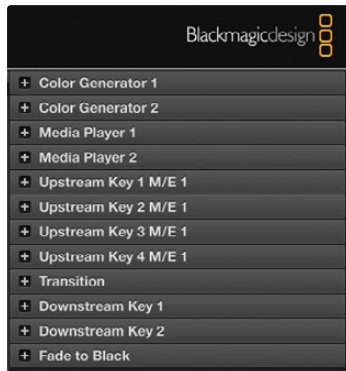 Blackmagicdesign
Color Generator 1
Color Generator 2
Media Player 1
Media Player 2
Upstream Key 1 M/E 1
Upstream Key 2 M/E 1
Upstream Key 3 M/E 1
Upstream Key 4 M/E 1
Transition
Downstream Key 1
Downstream Key 2
Fade to Black